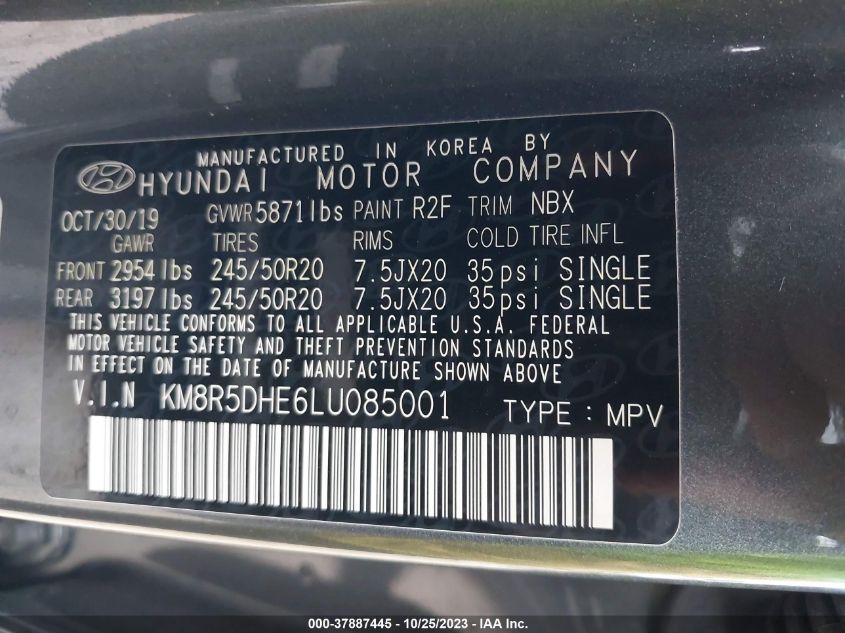 MANUFACTURED IN KOREA BY
HYUNDAI MOTOR COMPANY
OCT/30/19 GVWR 5871lbs PAINT R2F TRIM NBX
GAWR TIRES RIMS COLD TIRE INFL
FRONT 2954 lbs 245/50R20 7.5JX20 35psi SINGLE
REAR 3197 lbs 245/50R20 7.5JX20 35psi SINGLE
THIS VEHICLE CONFORMS TO ALL APPLICABLE U.S.A. FEDERAL
MOTOR VEHICLE SAFETY AND THEFT PREVENTION STANDARDS
IN EFFECT ON THE DATE OF MANUFACTURE SHOWN ABOVE.
V.I.N KM8R5DHE6LU085001 TYPE : MPV
000-37887445 - 10/25/2023 - IAA Inc.